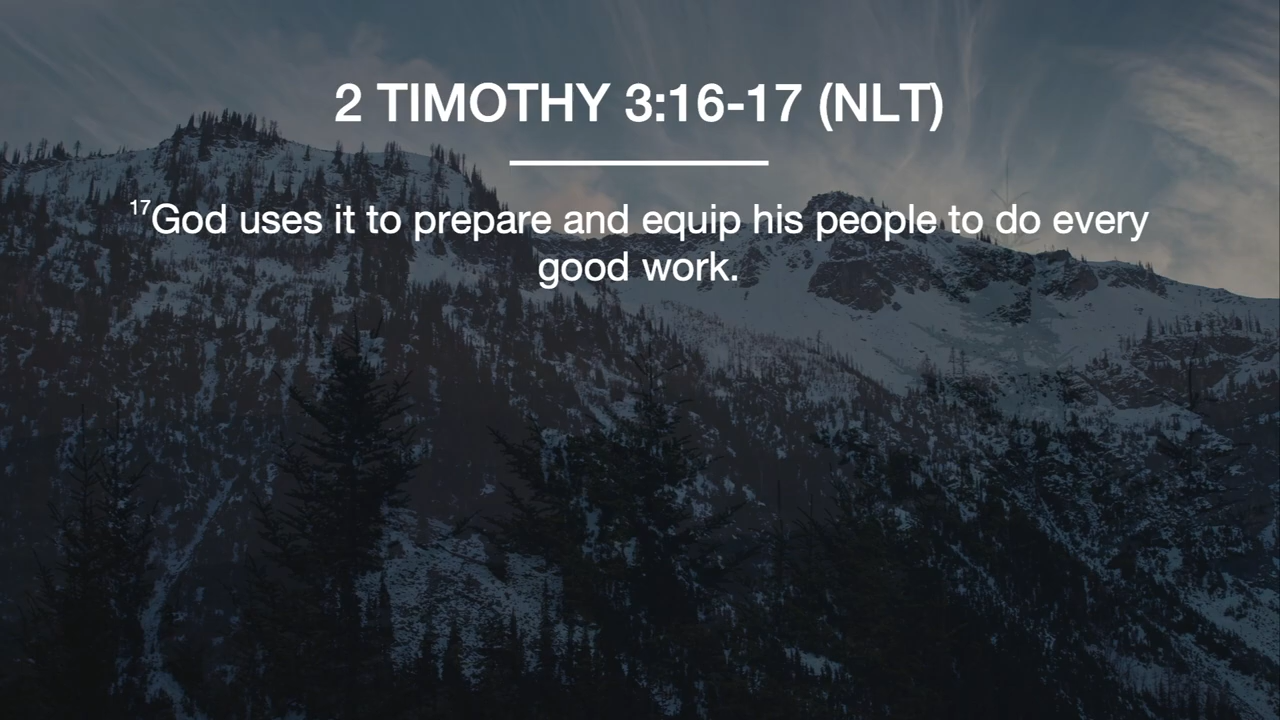 2 TIMOTHY 3:16-17 (NLT)
17God uses it to prepare and equip his people to do every
good work.